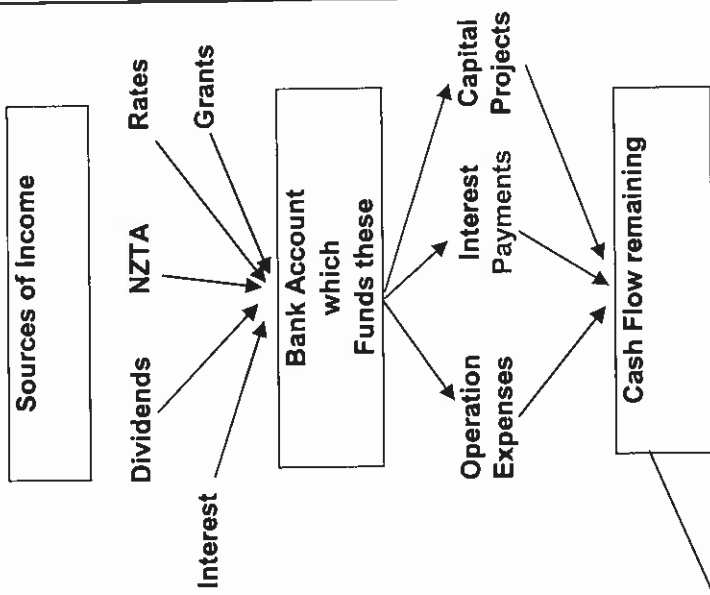 Sources of Income
Dividends
NZTA
Rates
Interest
Grants
Bank Account
which
Funds these
Operation
Expenses
Interest
Payments
Capital
Projects
Cash Flow remaining